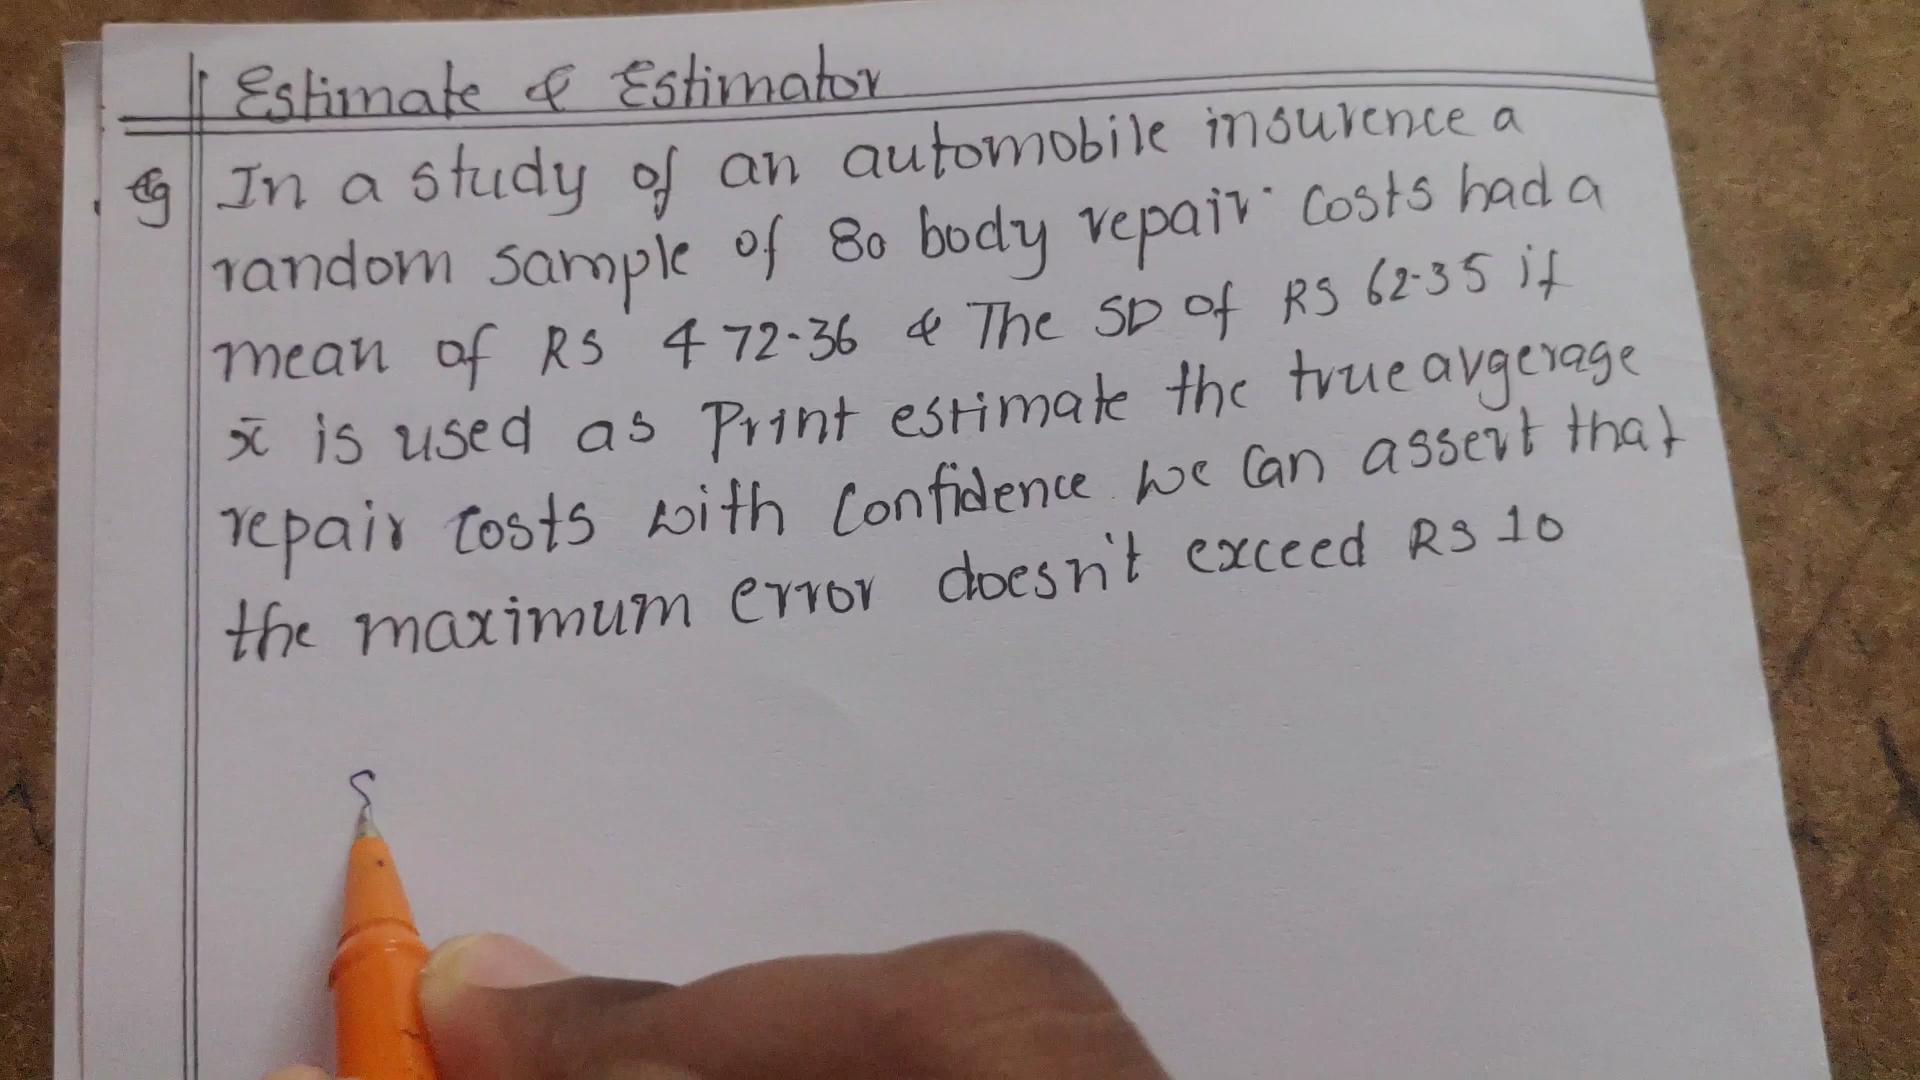 Estimate & Estimator
Eg In a study of an automobile insurence a
random sample of 80 body repair costs had a
mean of RS 472.36 & The SD of RS 62.35 if
x̄ is used as Print estimate the true avgerage
repair costs with confidence we can assert that
the maximum error doesn't exceed RS 10
S